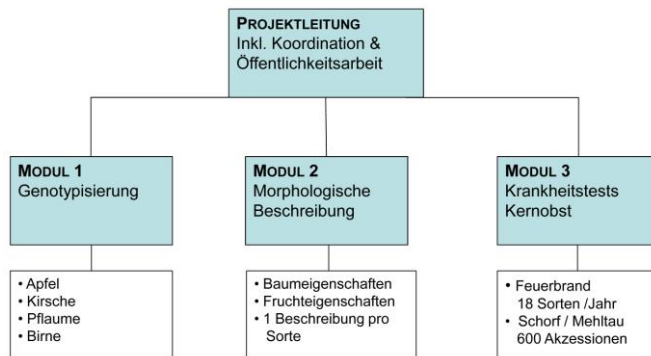 PROJEKTLEITUNG
Inkl. Koordination &
Öffentlichkeitsarbeit
MODUL 1
Genotypisierung
• Apfel
• Kirsche
• Pflaume
• Birne
MODUL 2
Morphologische
Beschreibung
• Baumeigenschaften
• Fruchteigenschaften
• 1 Beschreibung pro
Sorte
MODUL 3
Krankheitstests
Kernobst
• Feuerbrand
18 Sorten /Jahr
• Schorf / Mehltau
600 Akzessionen